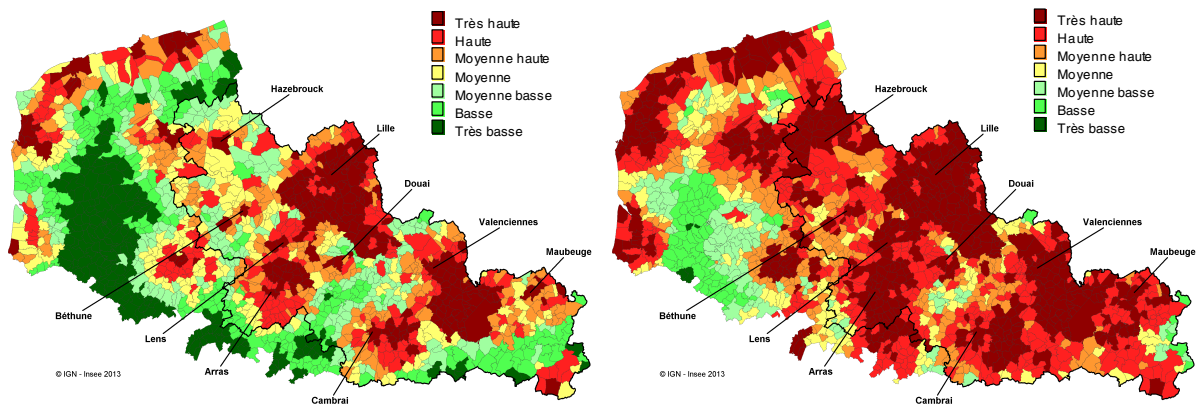 Très haute
Haute
Moyenne haute
Moyenne
Moyenne basse
Basse
Très basse
Hazebrouck
Lille
Douai
Valenciennes
Maubeuge
Béthune
Lens
Arras
Cambrai
© IGN - Insee 2013
Très haute
Haute
Moyenne haute
Moyenne
Moyenne basse
Basse
Très basse
Hazebrouck
Lille
Douai
Valenciennes
Maubeuge
Béthune
Lens
Arras
Cambrai
© IGN - Insee 2013